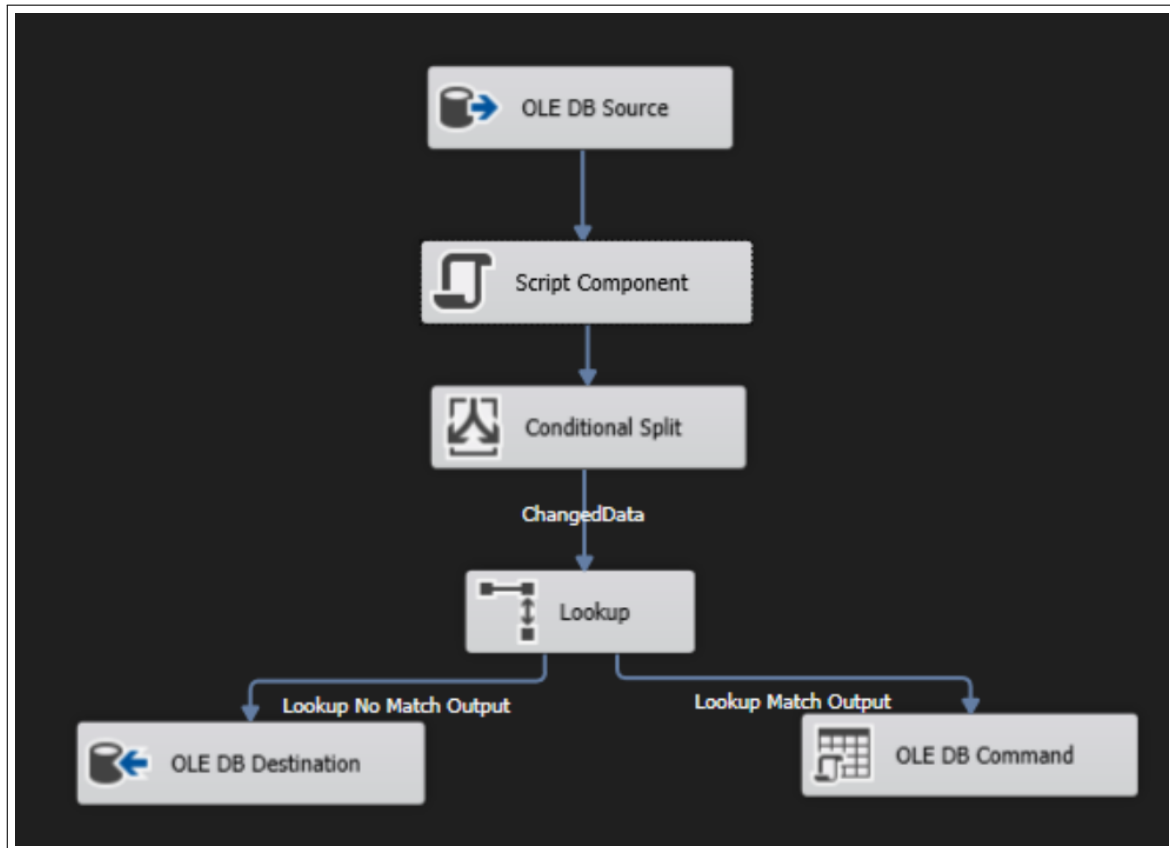 OLE DB Source
Script Component
Conditional Split
ChangedData
Lookup
Lookup No Match Output
Lookup Match Output
OLE DB Destination
OLE DB Command